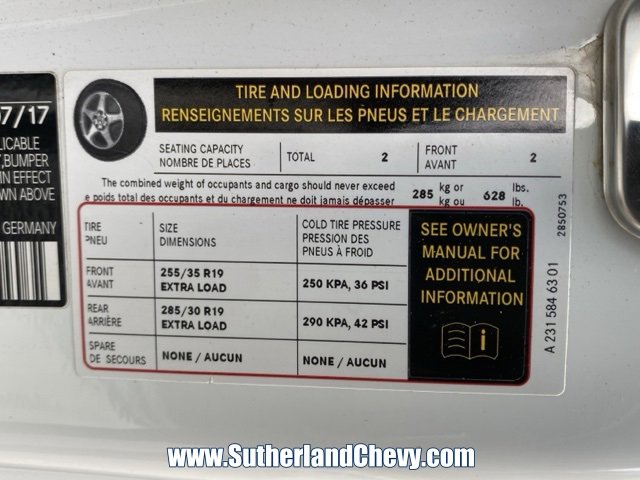 07/17
LICABLE
,BUMPER
IN EFFECT
WN ABOVE
GERMANY
TIRE AND LOADING INFORMATION
RENSEIGNEMENTS SUR LES PNEUS ET LE CHARGEMENT
SEATING CAPACITY
NOMBRE DE PLACES
TOTAL 2
FRONT
AVANT 2
The combined weight of occupants and cargo should never exceed
e poids total des occupants et du chargement ne doit jamais dépasser
285 kg or
kg ou
628 lbs.
lb.
TIRE
PNEU
SIZE
DIMENSIONS
COLD TIRE PRESSURE
PRESSION DES
PNEUS À FROID
FRONT
AVANT
255/35 R19
EXTRA LOAD
250 KPA, 36 PSI
REAR
ARRIÈRE
285/30 R19
EXTRA LOAD
290 KPA, 42 PSI
SPARE
DE SECOURS
NONE / AUCUN
NONE / AUCUN
SEE OWNER'S
MANUAL FOR
ADDITIONAL
INFORMATION
i
2850753
A 231 584 63 01
www.SutherlandChevy.com